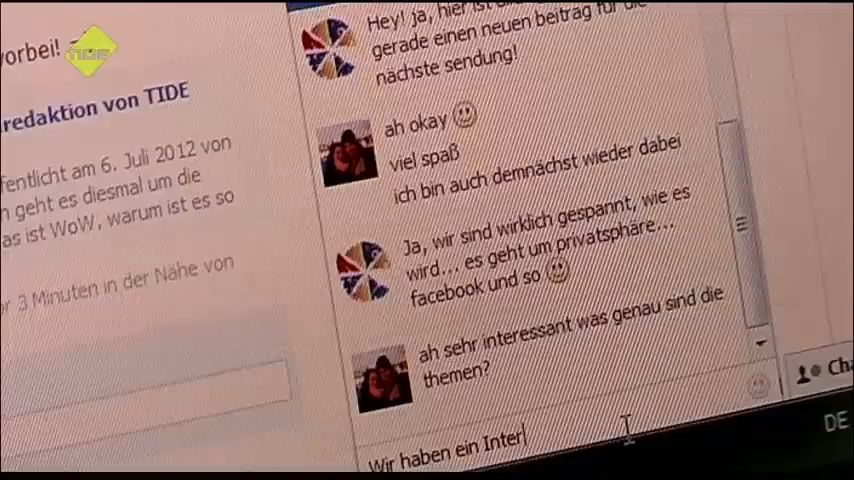 vorbei!
TIDE
redaktion von TIDE
fentlicht am 6. Juli 2012 von
n geht es diesmal um die
as ist WoW, warum ist es so
3 Minuten in der Nähe von
Hey! ja, hier ist
gerade einen neuen beitrag für die
nächste sendung!
ah okay
viel spaß
ich bin auch demnächst wieder dabei
Ja, wir sind wirklich gespannt, wie es
wird... es geht um privatsphäre...
facebook und so
ah sehr interessant was genau sind die
themen?
Wir haben ein Inter
Cha
DE